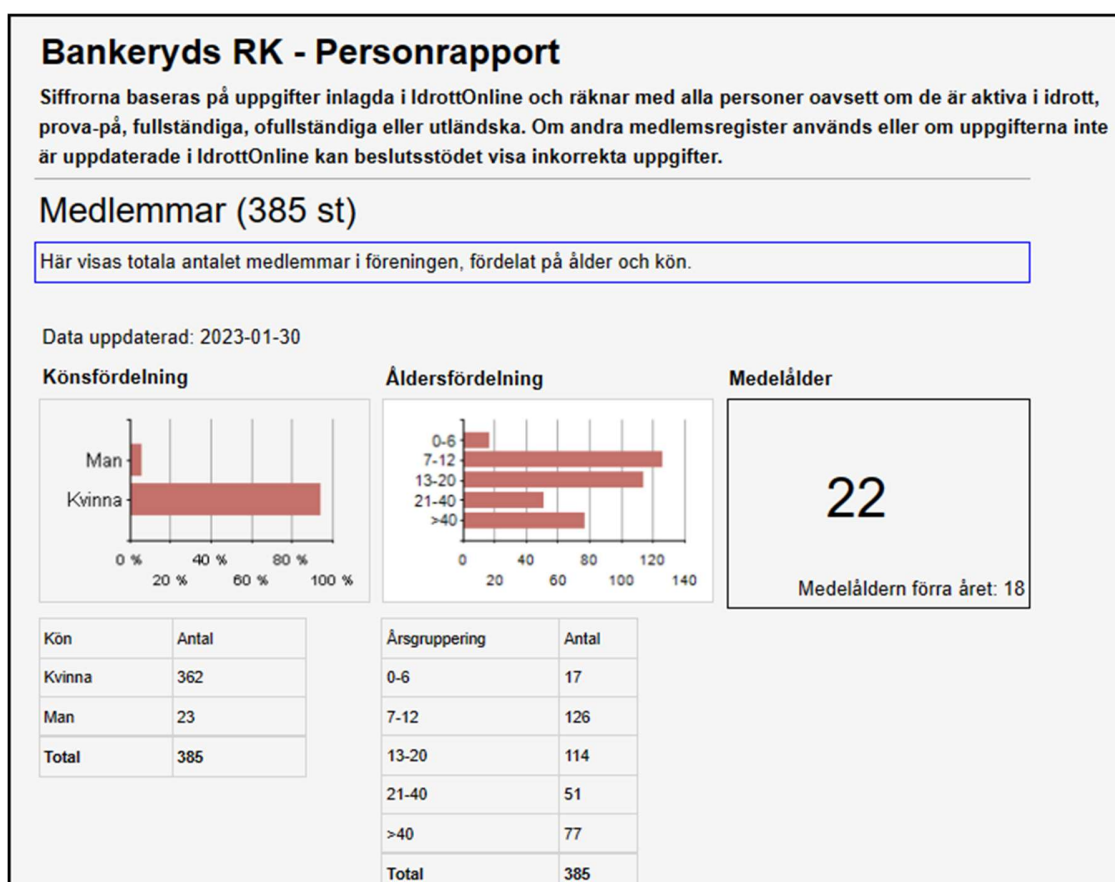 Bankeryds RK - Personrapport
Siffrorna baseras på uppgifter inlagda i IdrottOnline och räknar med alla personer oavsett om de är aktiva i idrott,
prova-på, fullständiga, ofullständiga eller utländska. Om andra medlemsregister används eller om uppgifterna inte
är uppdaterade i IdrottOnline kan beslutsstödet visa inkorrekta uppgifter.
Medlemmar (385 st)
Här visas totala antalet medlemmar i föreningen, fördelat på ålder och kön.
Data uppdaterad: 2023-01-30
Könsfördelning
Man
Kvinna
0 % 40 % 80 %
20 % 60 % 100 %
Kön Antal
Kvinna 362
Man 23
Total 385
Åldersfördelning
0-6
7-12
13-20
21-40
>40
0 40 80 120
20 60 100 140
Årsgruppering Antal
0-6 17
7-12 126
13-20 114
21-40 51
>40 77
Total 385
Medelålder
22
Medelåldern förra året: 18